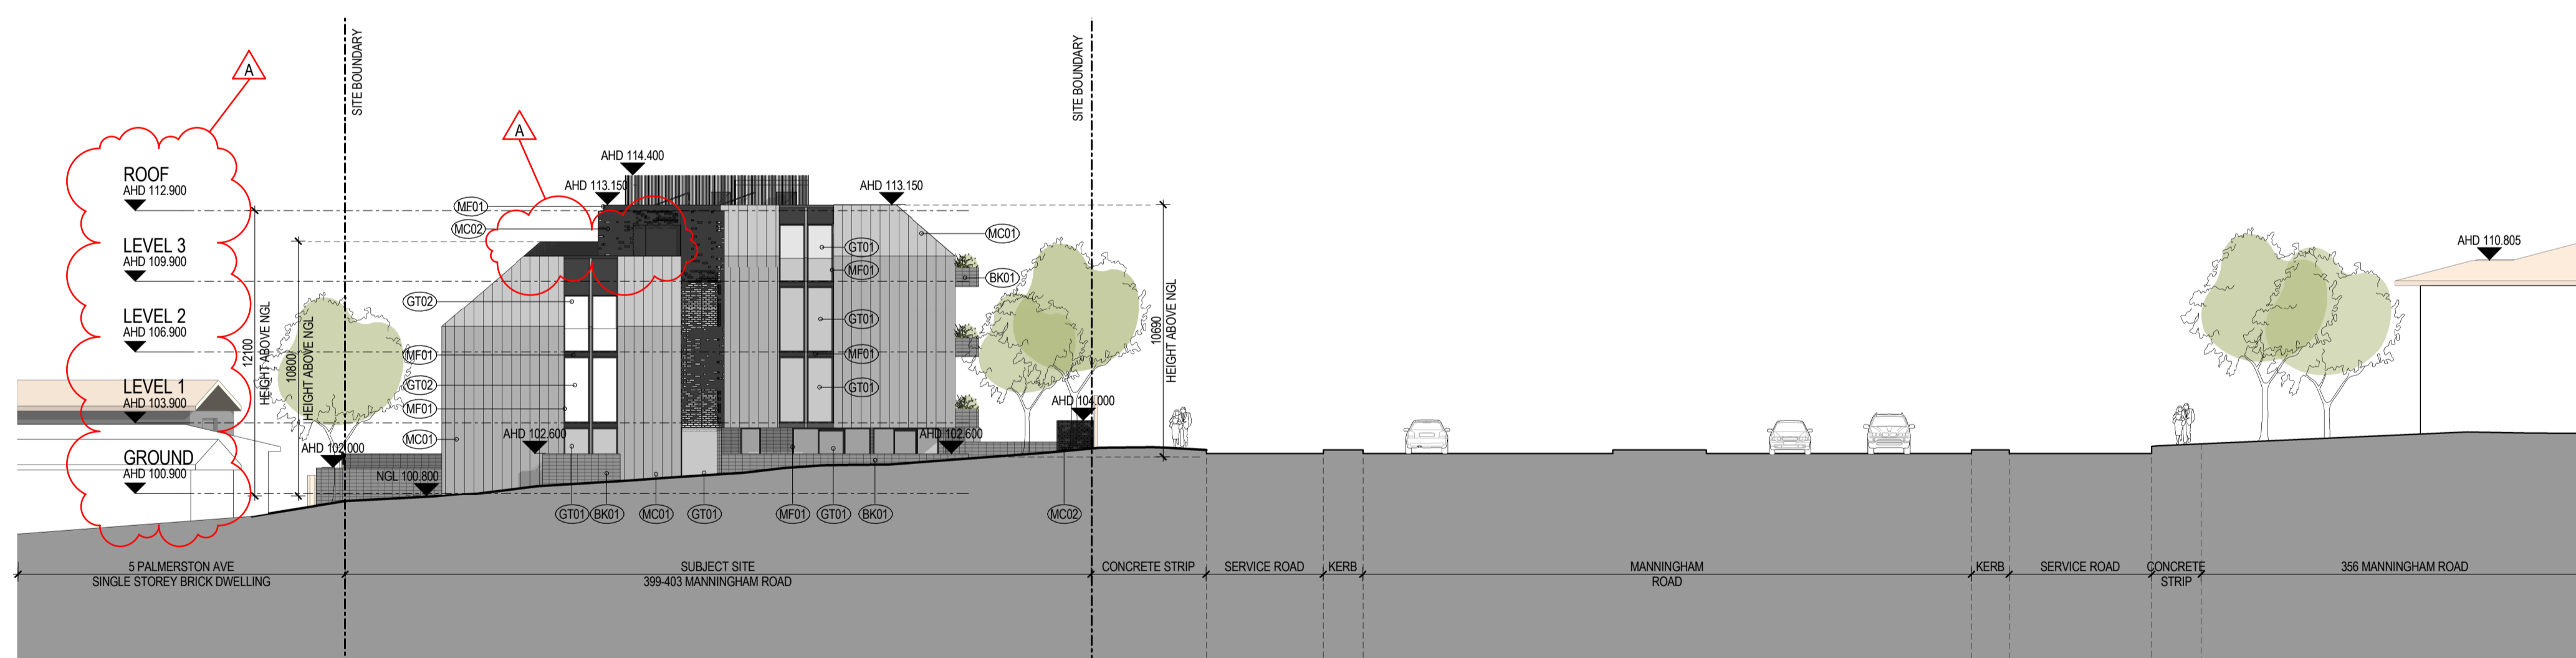 A
SITE BOUNDARY
A
SITE BOUNDARY
ROOF
AHD 112.900
LEVEL 3
AHD 109.900
LEVEL 2
AHD 106.900
LEVEL 1
AHD 103.900
GROUND
AHD 100.900
12100
HEIGHT ABOVE NGL
10800
HEIGHT ABOVE NGL
AHD 114.400
AHD 113.150
AHD 113.150
MF01
MC02
GT02
MF01
GT02
MF01
MC01
AHD 102.000
NGL 100.800
AHD 102.600
GT01
MF01
GT01
MF01
GT01
MC01
BK01
AHD 102.600
AHD 104.000
10690
HEIGHT ABOVE NGL
AHD 110.805
GT01
BK01
MC01
GT01
MF01
GT01
BK01
MC02
5 PALMERSTON AVE
SINGLE STOREY BRICK DWELLING
SUBJECT SITE
399-403 MANNINGHAM ROAD
CONCRETE STRIP
SERVICE ROAD
KERB
MANNINGHAM
ROAD
KERB
SERVICE ROAD
CONCRETE
STRIP
356 MANNINGHAM ROAD